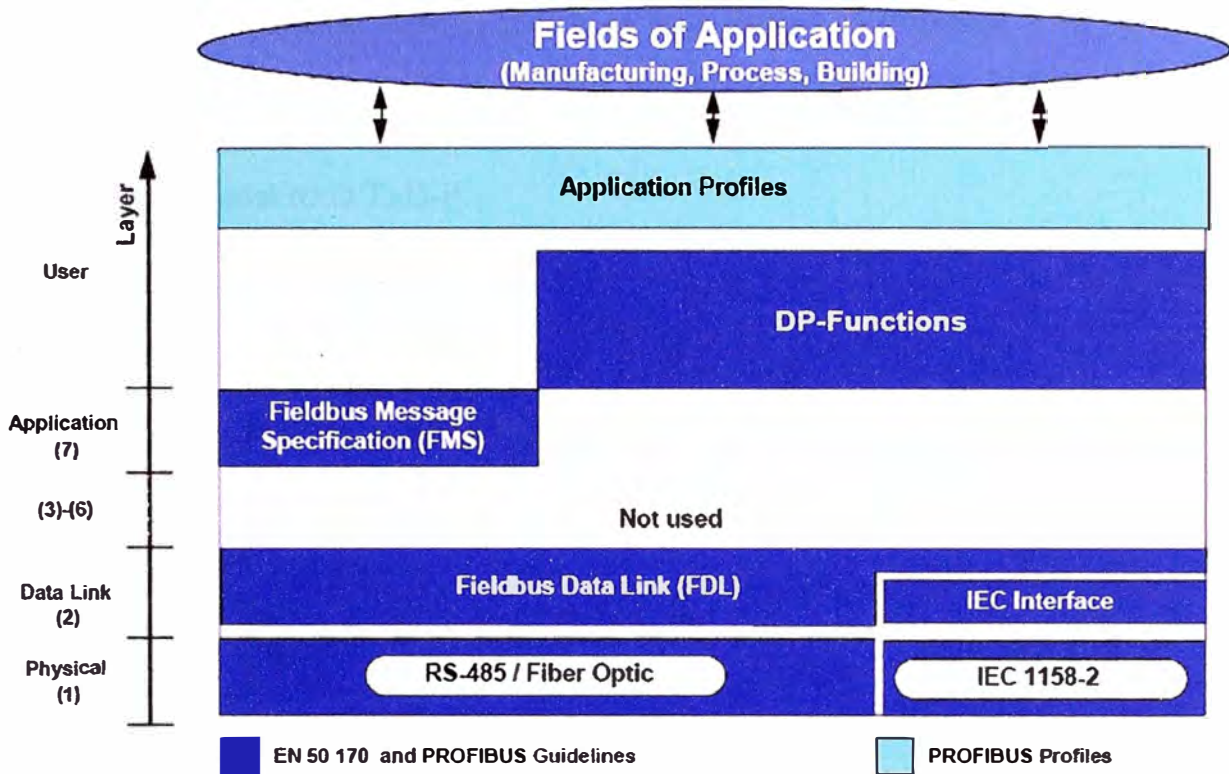 Fields of Application
(Manufacturing, Process, Building)
Layer
Application Profiles
User
DP-Functions
Application
(7)
Fieldbus Message
Specification (FMS)
(3)-(6)
Not used
Data Link
(2)
Fieldbus Data Link (FDL)
IEC Interface
Physical
(1)
RS-485 / Fiber Optic
IEC 1158-2
EN 50 170 and PROFIBUS Guidelines
PROFIBUS Profiles